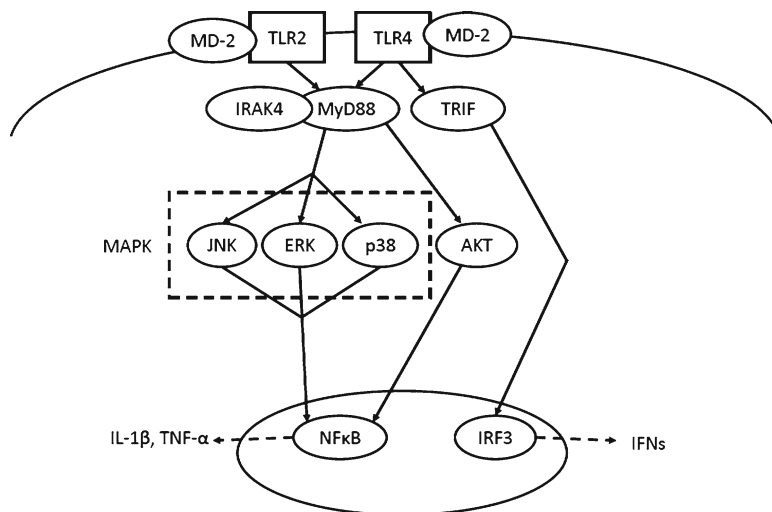 MD-2
TLR2
TLR4
MD-2
IRAK4
MyD88
TRIF
MAPK
JNK
ERK
p38
AKT
IL-1β, TNF-α
NFκB
IRF3
IFNs